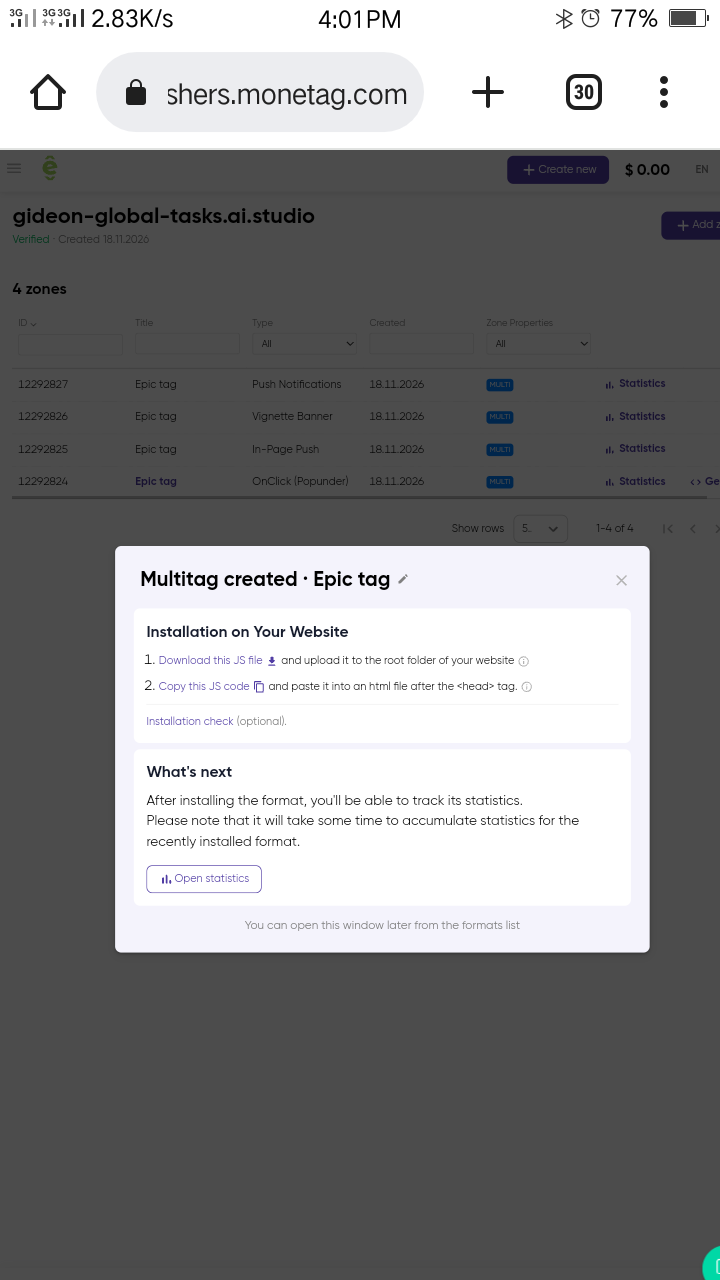 3G 3G 3G 2.83K/s 4:01PM 77%
shers.monetag.com 30
Create new $ 0.00 EN
gideon-global-tasks.ai.studio
Verified · Created 18.11.2026
Add z
4 zones
ID Title Type Created Zone Properties
All All
12292827 Epic tag Push Notifications 18.11.2026 MULTI Statistics
12292826 Epic tag Vignette Banner 18.11.2026 MULTI Statistics
12292825 Epic tag In-Page Push 18.11.2026 MULTI Statistics
12292824 Epic tag OnClick (Popunder) 18.11.2026 MULTI Statistics <> Ge
Show rows 5.. 1-4 of 4
Multitag created · Epic tag
Installation on Your Website
1. Download this JS file and upload it to the root folder of your website
2. Copy this JS code and paste it into an html file after the <head> tag.
Installation check (optional).
What's next
After installing the format, you'll be able to track its statistics.
Please note that it will take some time to accumulate statistics for the
recently installed format.
Open statistics
You can open this window later from the formats list